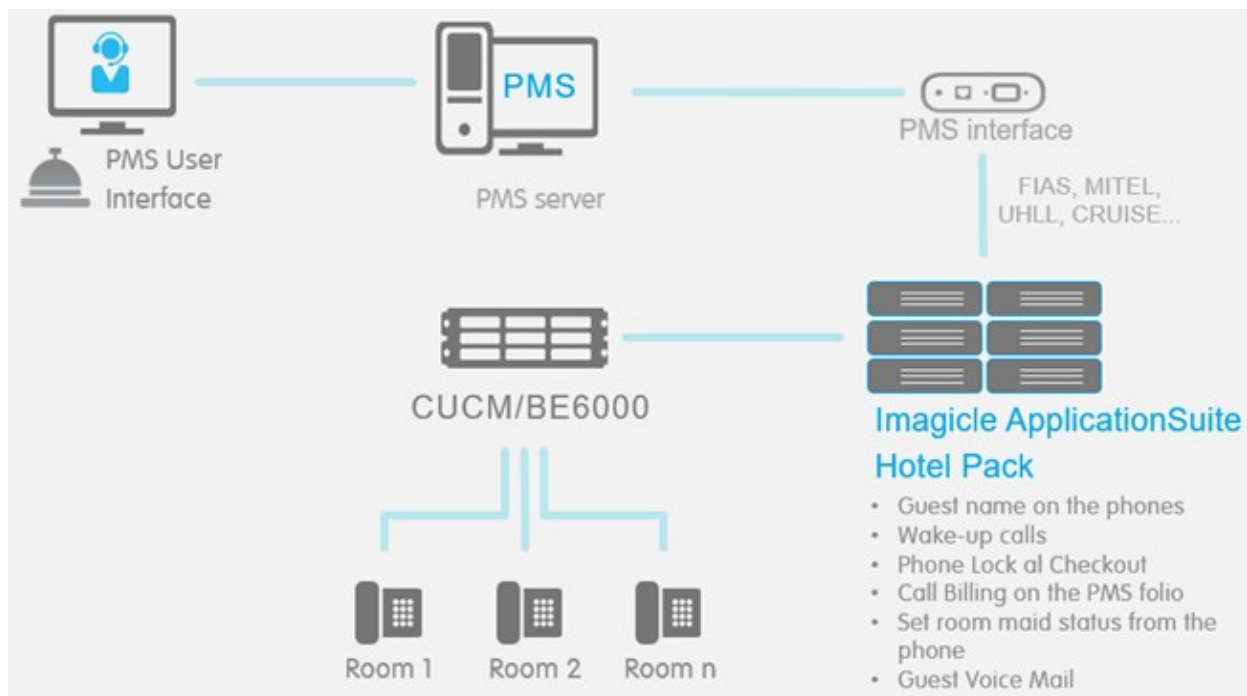 PMS
PMS User
Interface
PMS server
PMS interface
FIAS, MITEL,
UHLL, CRUISE...
CUCM/BE6000
Imagicle ApplicationSuite
Hotel Pack
• Guest name on the phones
• Wake-up calls
• Phone Lock al Checkout
• Call Billing on the PMS folio
• Set room maid status from the
phone
• Guest Voice Mail
Room 1
Room 2
Room n